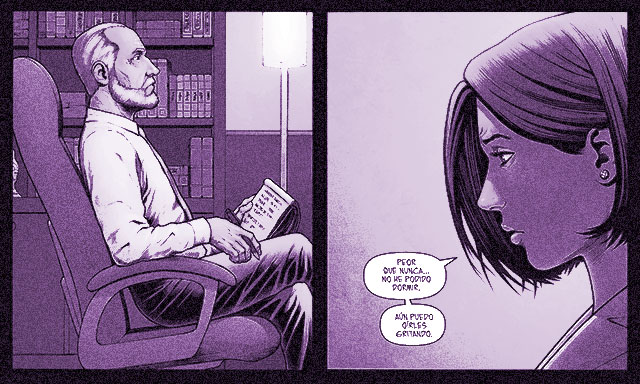 PEOR
QUE NUNCA...
NO HE PODIDO
DORMIR.
AÚN PUEDO
OÍRLES
GRITANDO.